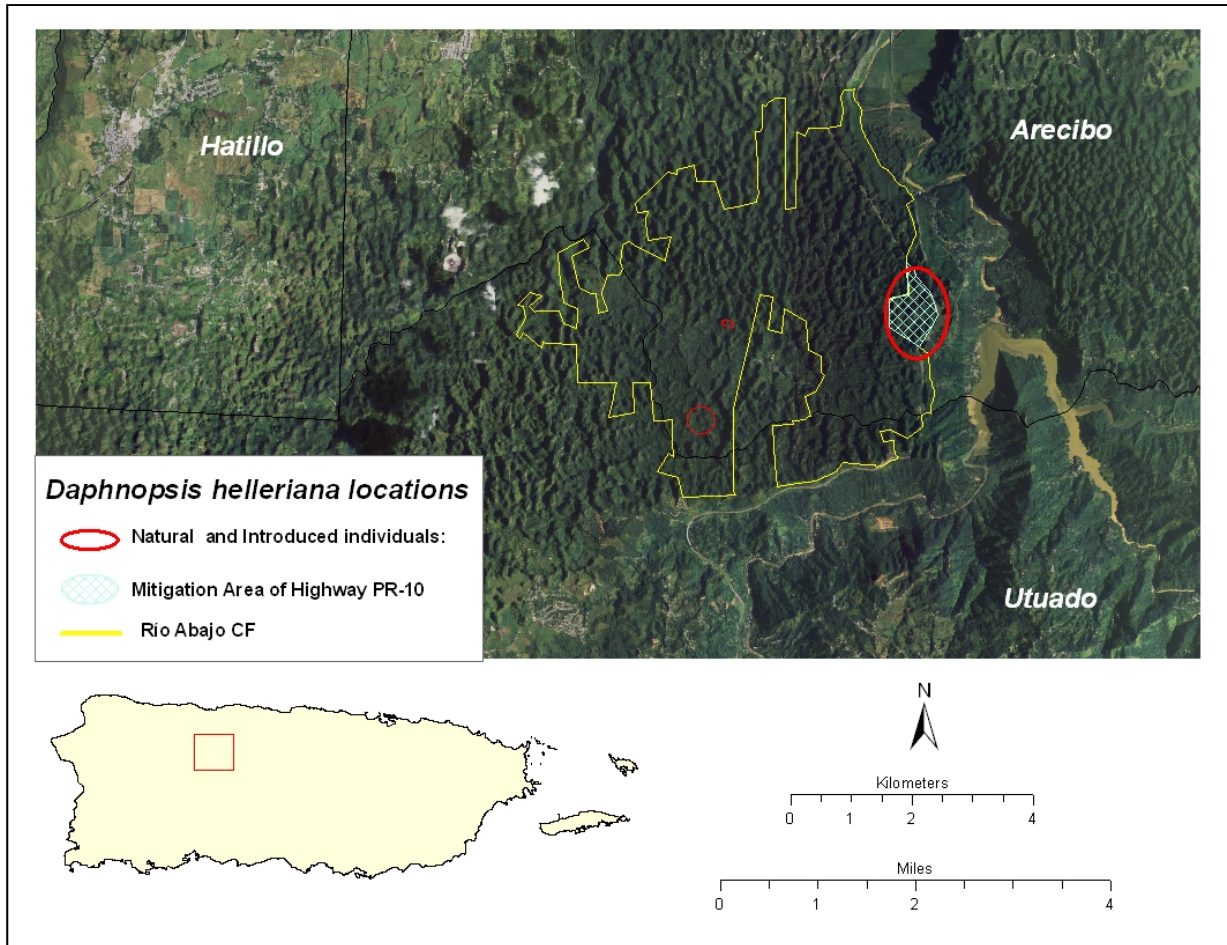 Hatillo
Arecibo
Utuado
Daphnopsis helleriana locations
Natural and Introduced individuals:
Mitigation Area of Highway PR-10
Río Abajo CF
N
Kilometers
0 1 2 4
Miles
0 1 2 4